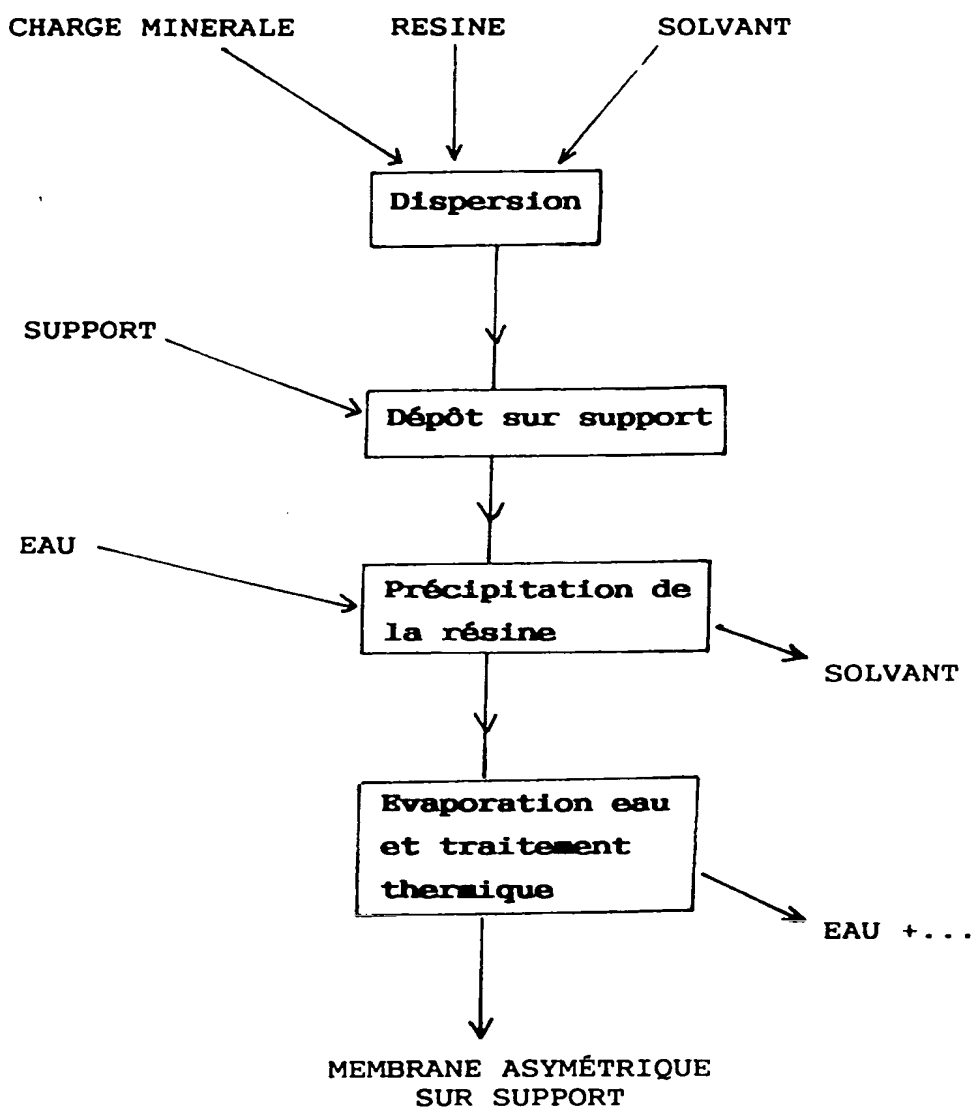 CHARGE MINERALE RESINE SOLVANT
Dispersion
SUPPORT
Dépôt sur support
EAU
Précipitation de
la résine
SOLVANT
Evaporation eau
et traitement
thermique
EAU +...
MEMBRANE ASYMÉTRIQUE
SUR SUPPORT